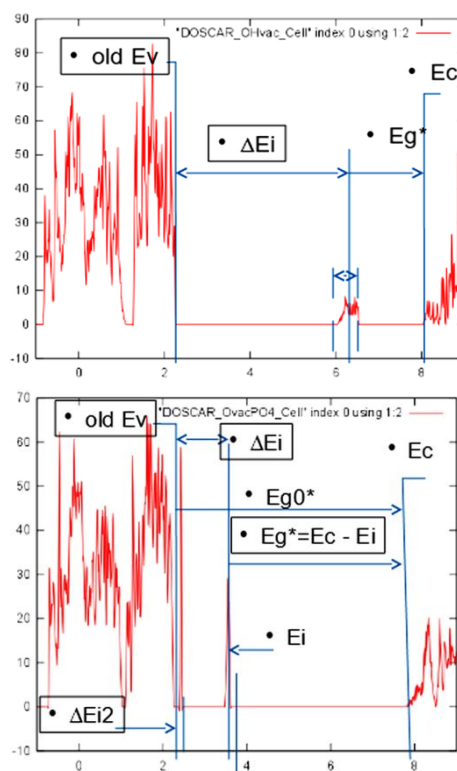 "DOSCAR_OHvac_Cell" index 0 using 1:2
• old Ev
• Ec
• ΔEi
• Eg*
90
80
70
60
50
40
30
20
10
0
-10
0 2 4 6 8
"DOSCAR_OvacPO4_Cell" index 0 using 1:2
• old Ev
• ΔEi
• Ec
• Eg0*
• Eg*=Ec - Ei
• Ei
• ΔEi2
70
60
50
40
30
20
10
0
-10
0 2 4 6 8